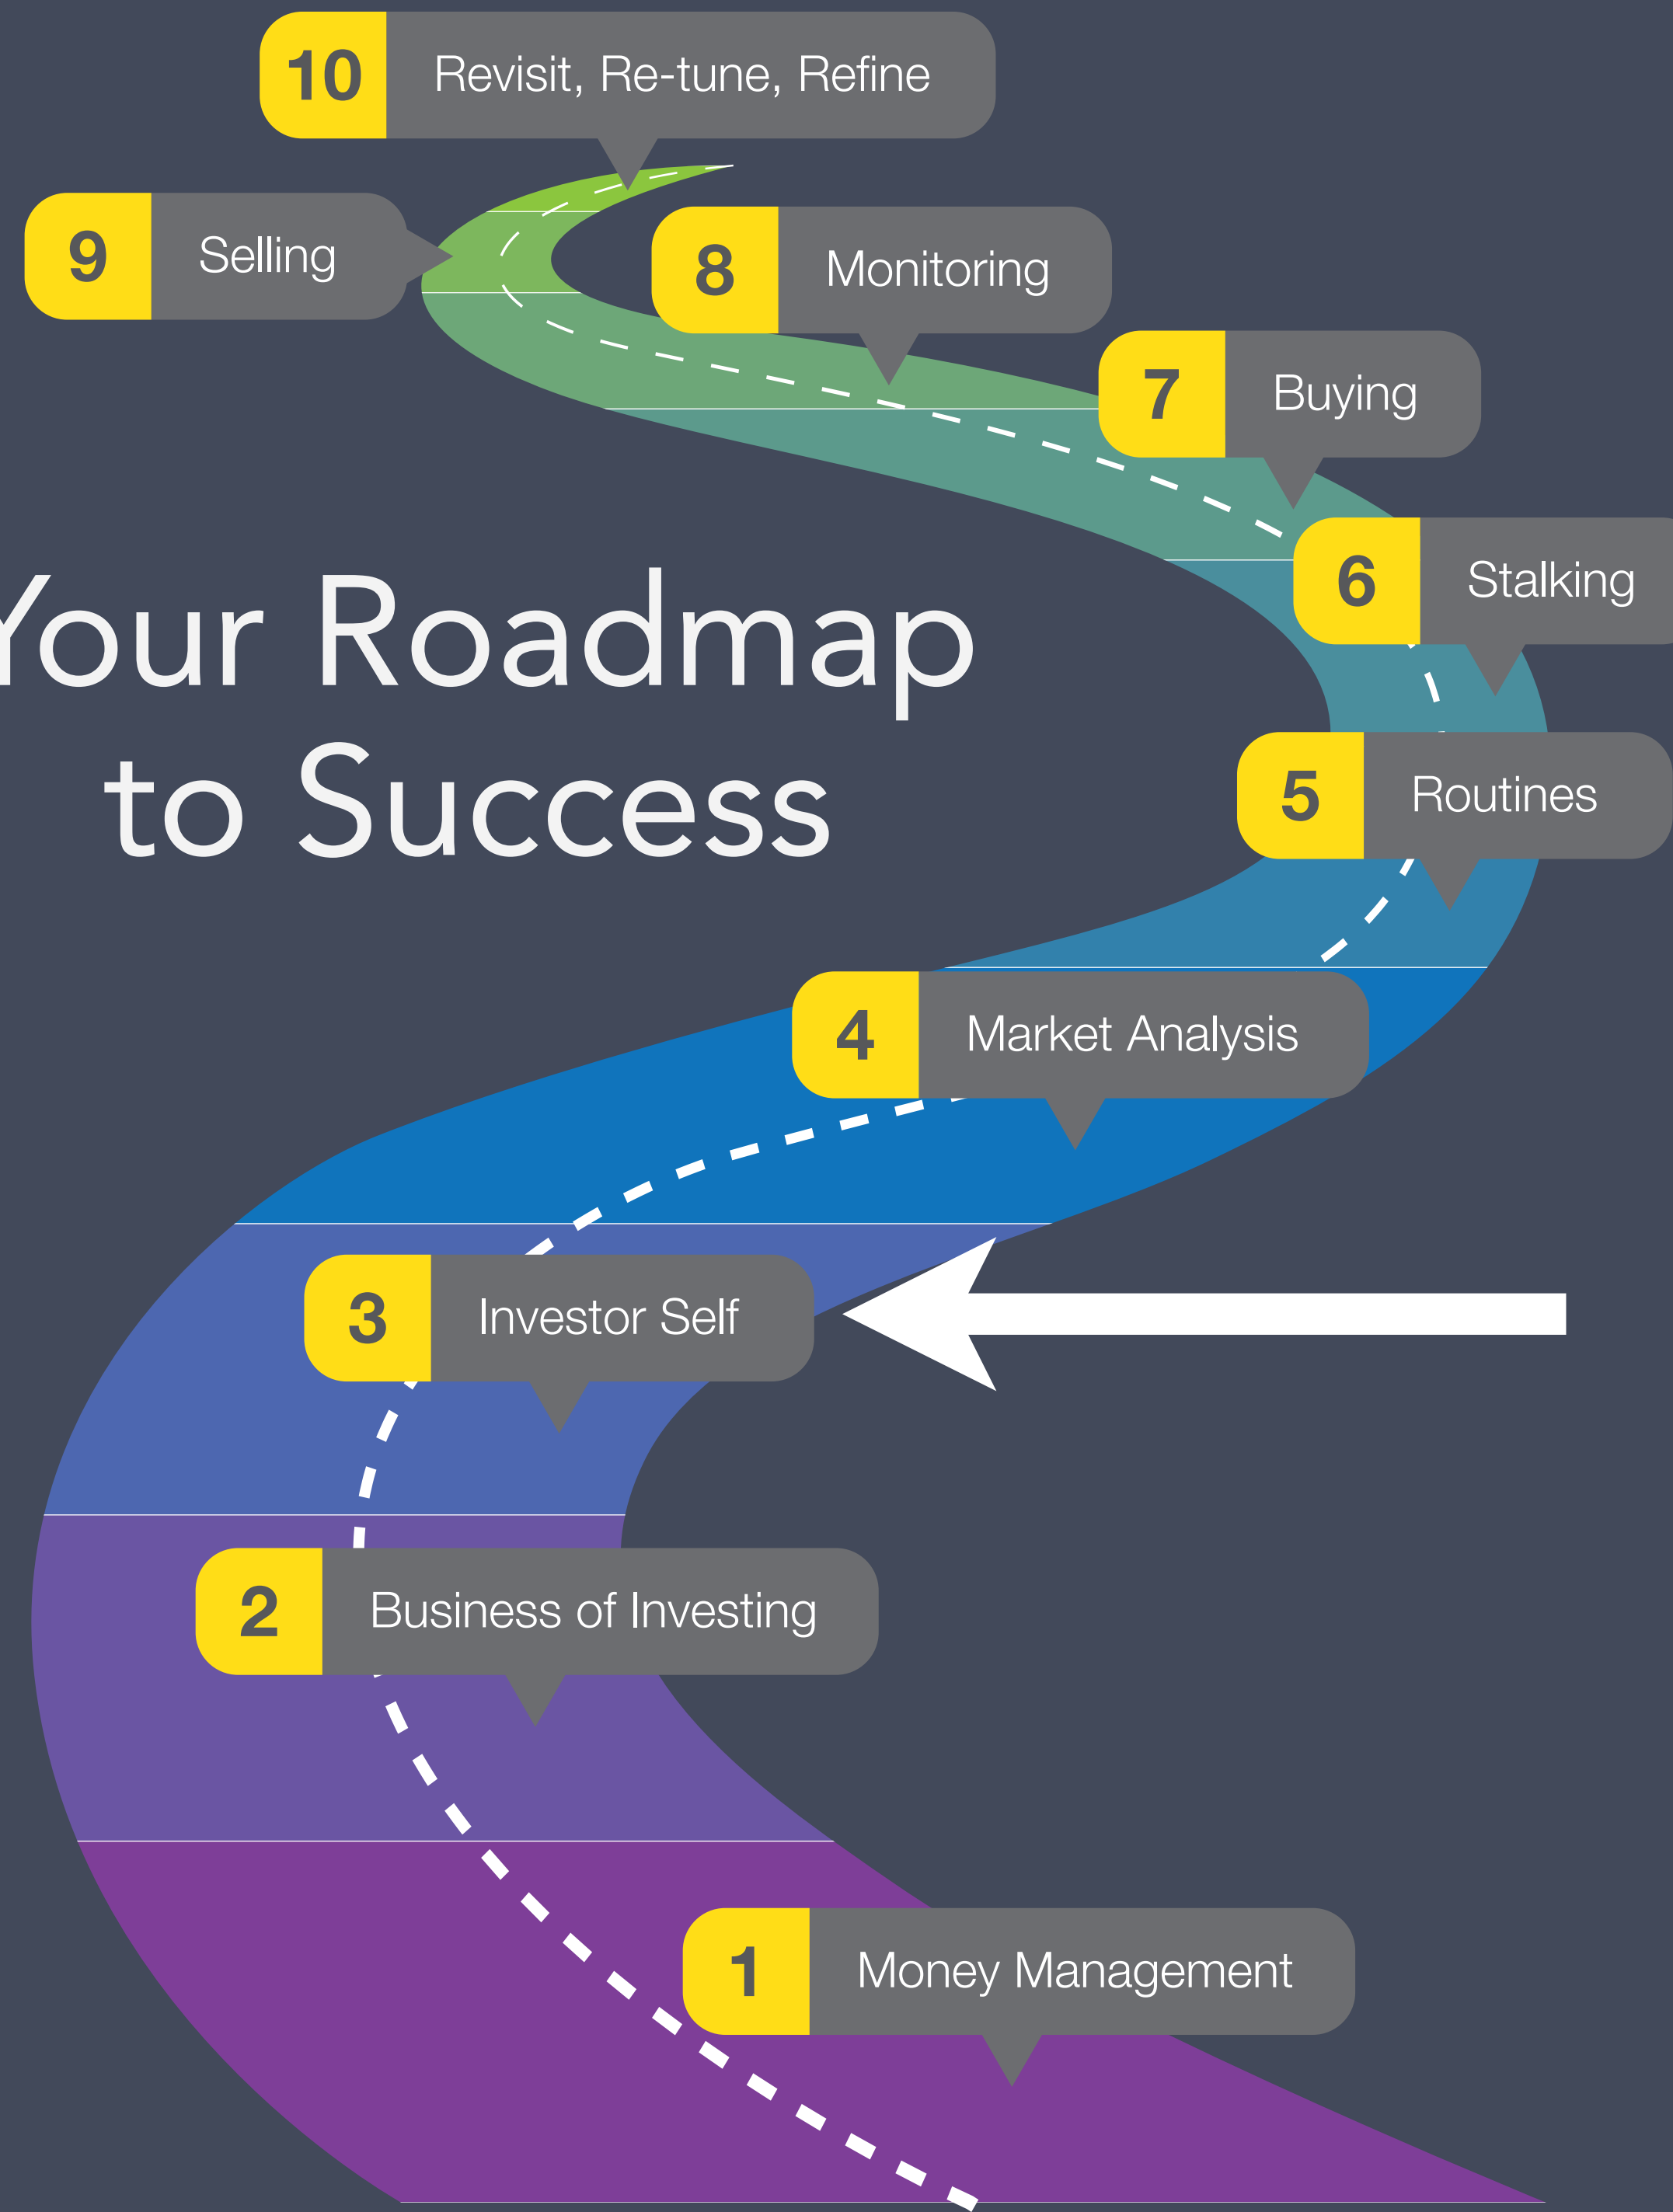 10 Revisit, Re-tune, Refine
9 Selling
8 Monitoring
7 Buying
6 Stalking
Your Roadmap
to Success
5 Routines
4 Market Analysis
3 Investor Self
2 Business of Investing
1 Money Management